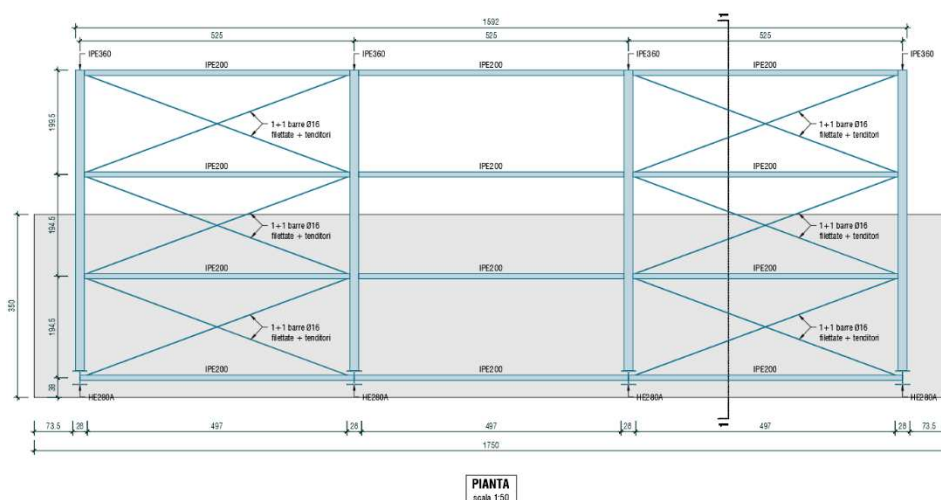 1592
1
525 525 525
IPE360 IPE360 IPE360 IPE360
IPE200 IPE200 IPE200
199.5
1+1 barre Ø16
filettate + tenditori
1+1 barre Ø16
filettate + tenditori
IPE200 IPE200 IPE200
194.5
1+1 barre Ø16
filettate + tenditori
1+1 barre Ø16
filettate + tenditori
350
IPE200 IPE200 IPE200
194.5
1+1 barre Ø16
filettate + tenditori
1+1 barre Ø16
filettate + tenditori
IPE200 IPE200 IPE200
38
HE280A HE280A HE280A HE280A
1
73.5 28 497 28 497 28 497 28 73.5
1750
PIANTA
scala 1:50